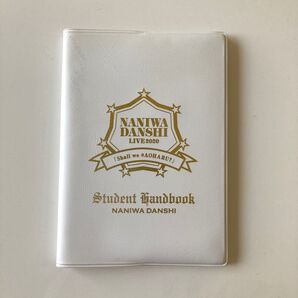 NANIWA
DANSHI
LIVE2020
「Shall we #AOHARU?」
Student Handbook
NANIWA DANSHI